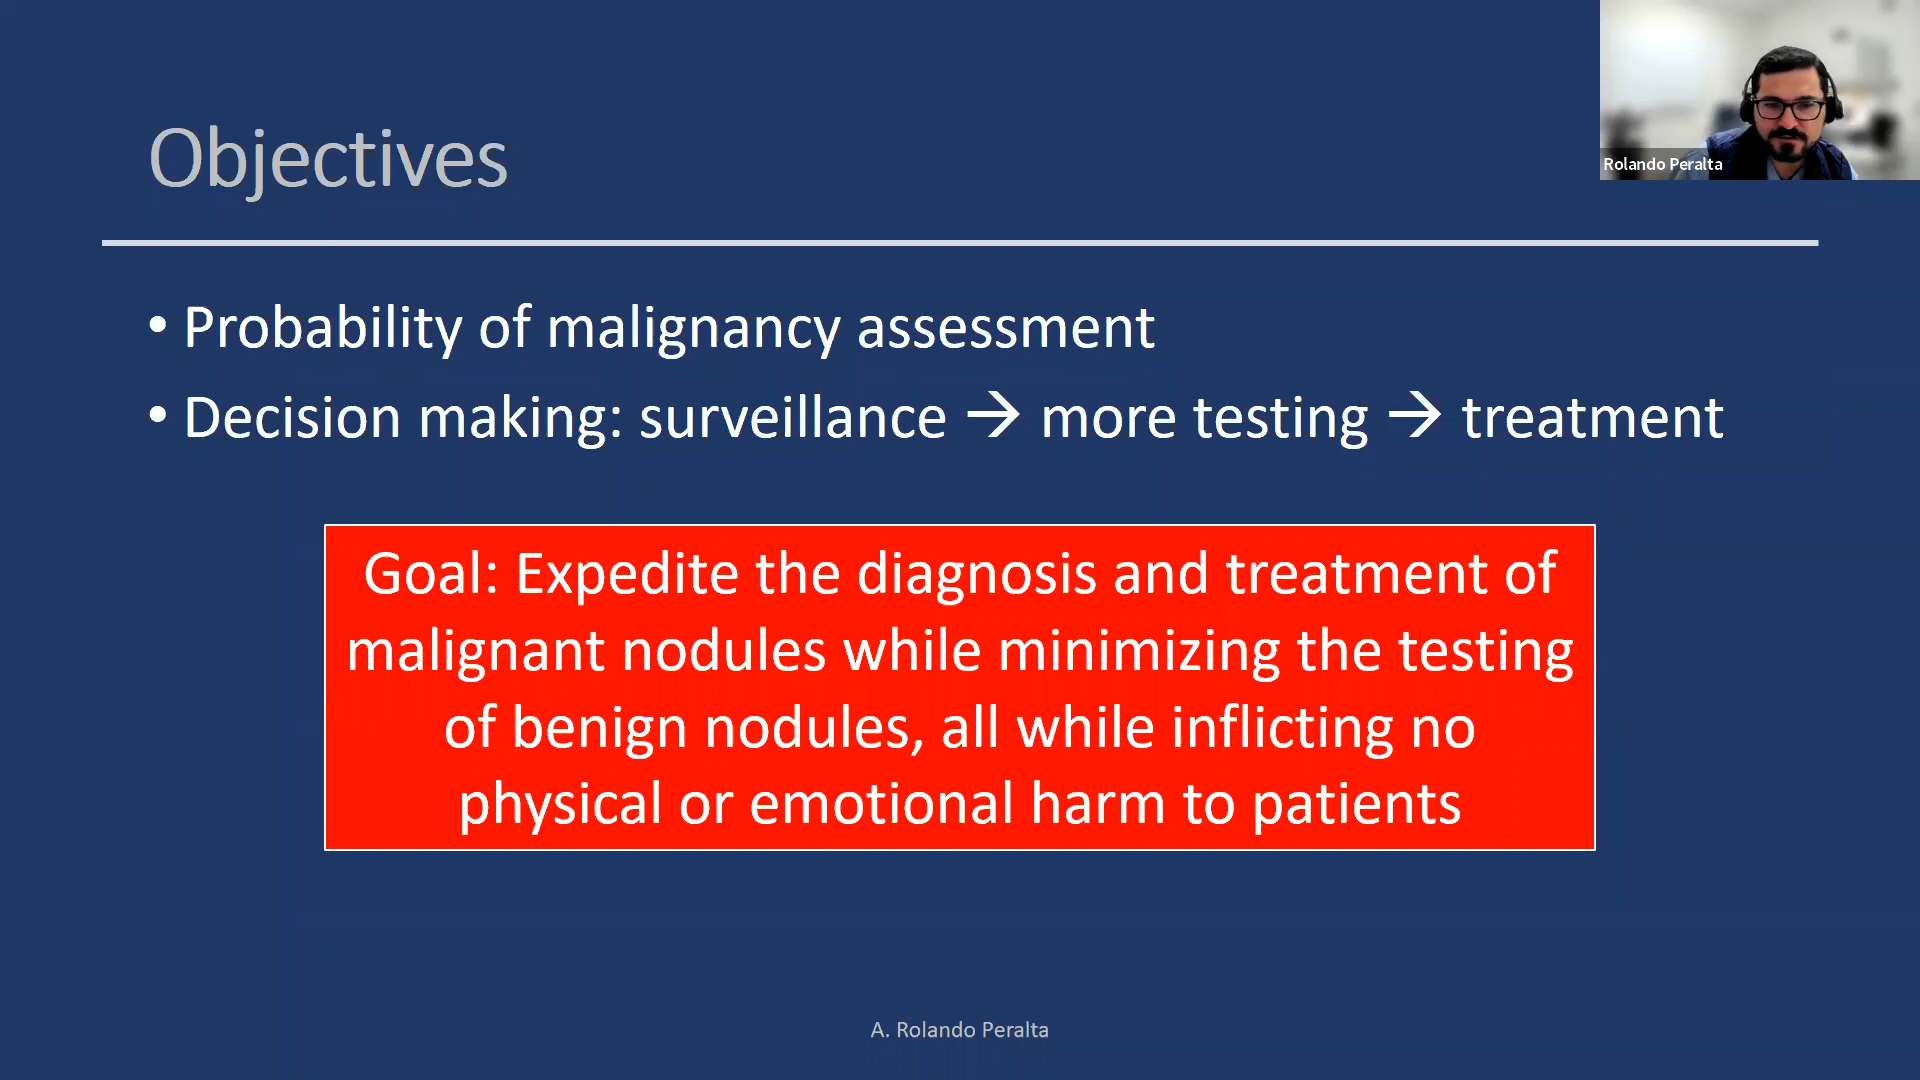 Objectives
Rolando Peralta
• Probability of malignancy assessment
• Decision making: surveillance → more testing → treatment
Goal: Expedite the diagnosis and treatment of
malignant nodules while minimizing the testing
of benign nodules, all while inflicting no
physical or emotional harm to patients
A. Rolando Peralta